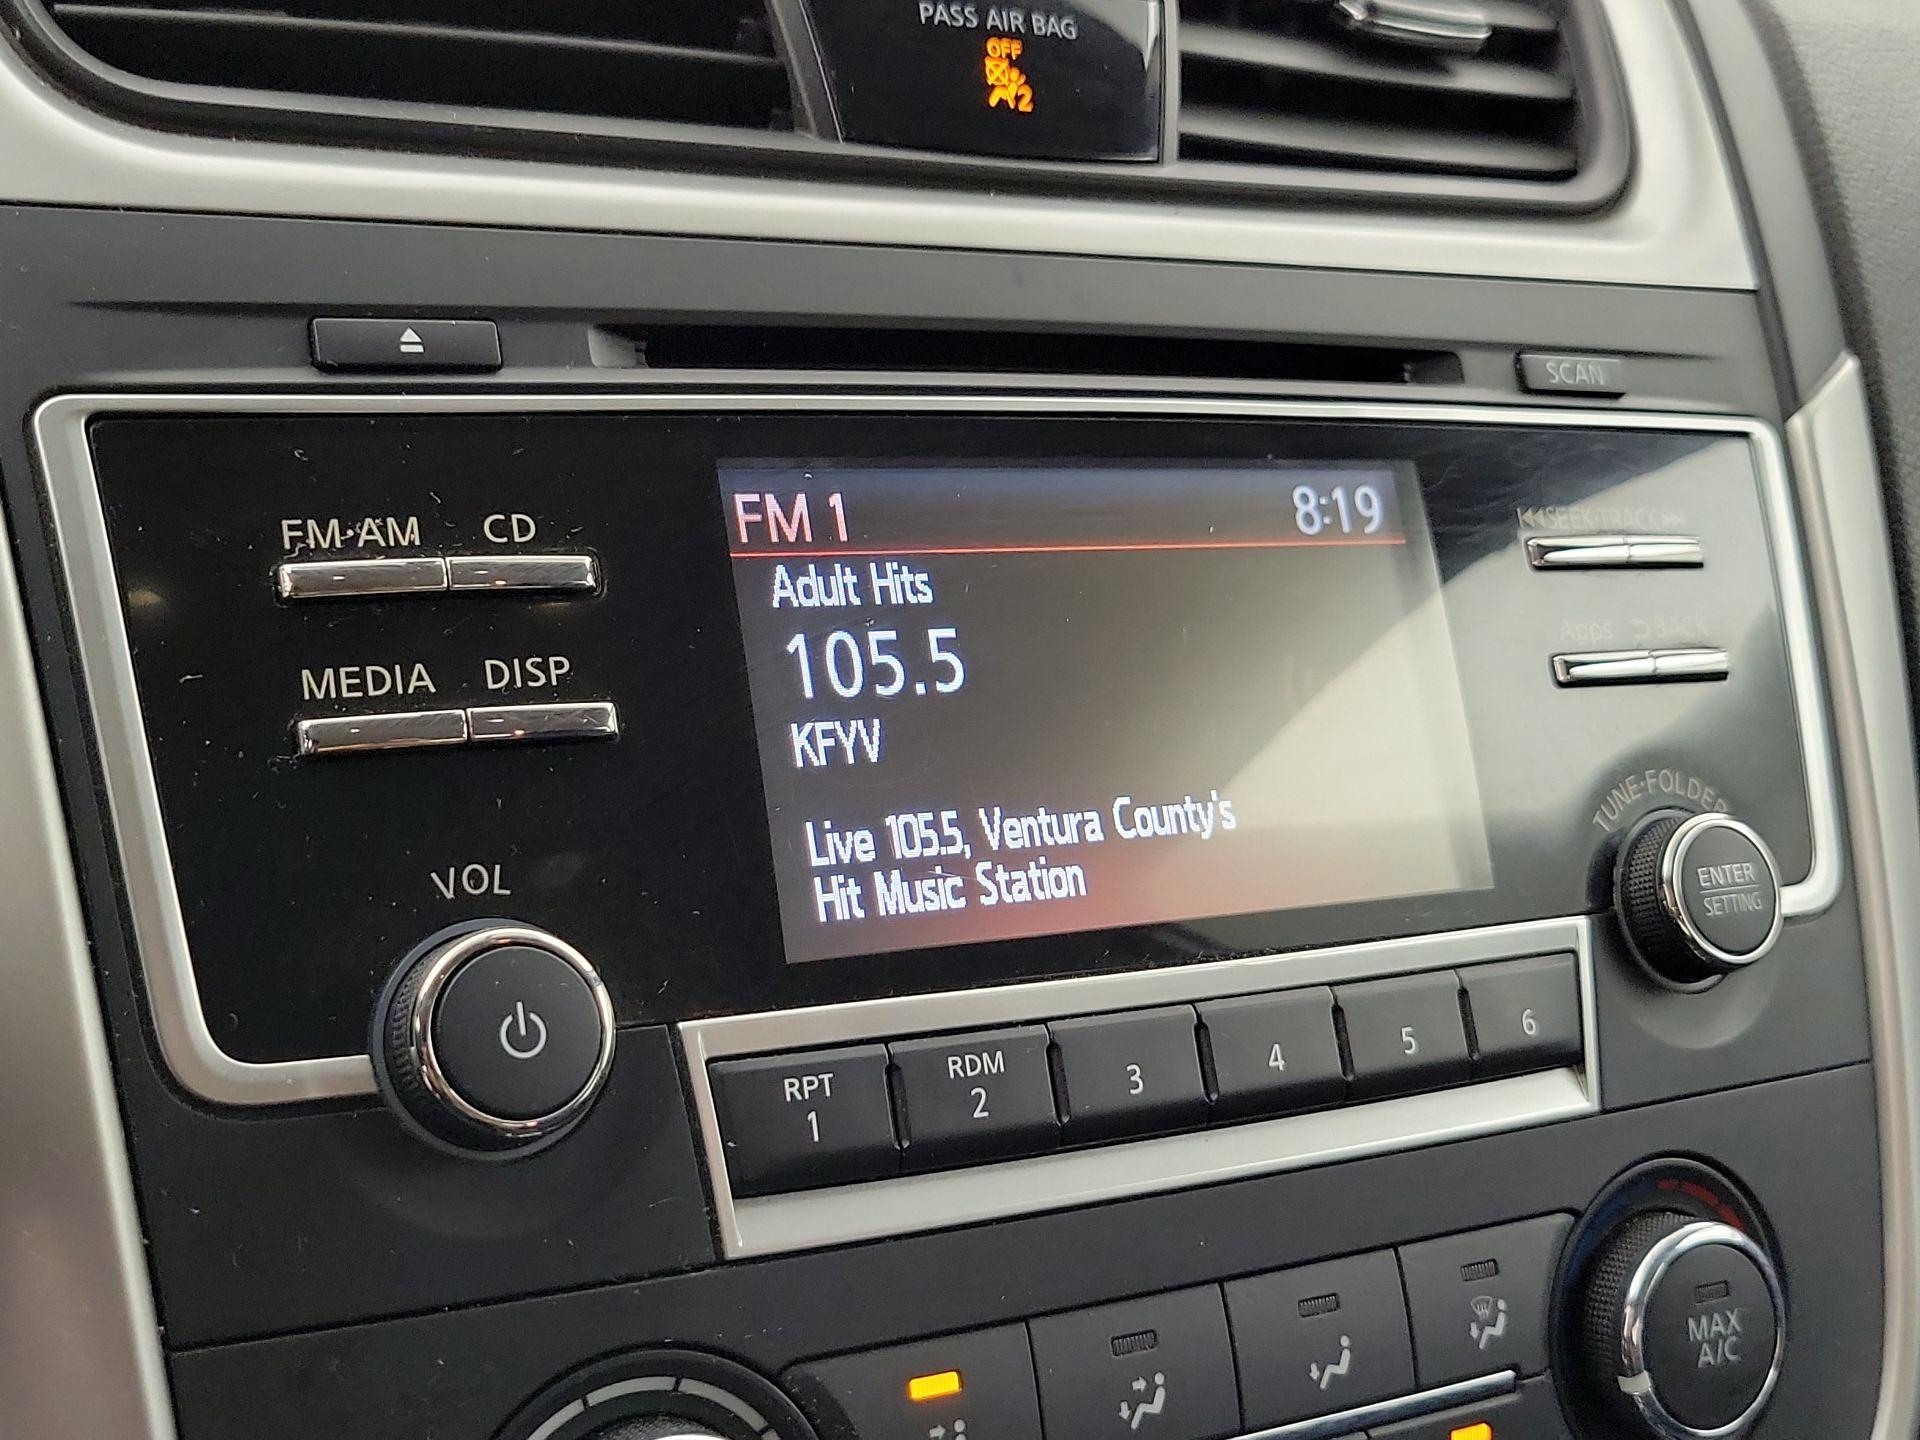 PASS AIR BAG
OFF
2
SCAN
FM·AM CD
FM 1 8:19
SEEK·TRACK
Adult Hits
105.5
Apps BACK
MEDIA DISP
KFYV
TUNE·FOLDER
Live 105.5, Ventura County's
Hit Music Station
VOL
ENTER
SETTING
RPT
1
RDM
2
3
4
5
6
MAX
A/C